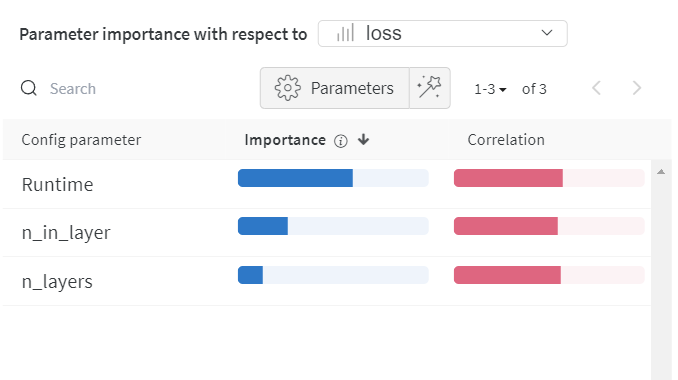 Parameter importance with respect to loss
Search Parameters 1-3 of 3
Config parameter Importance Correlation
Runtime
n_in_layer
n_layers